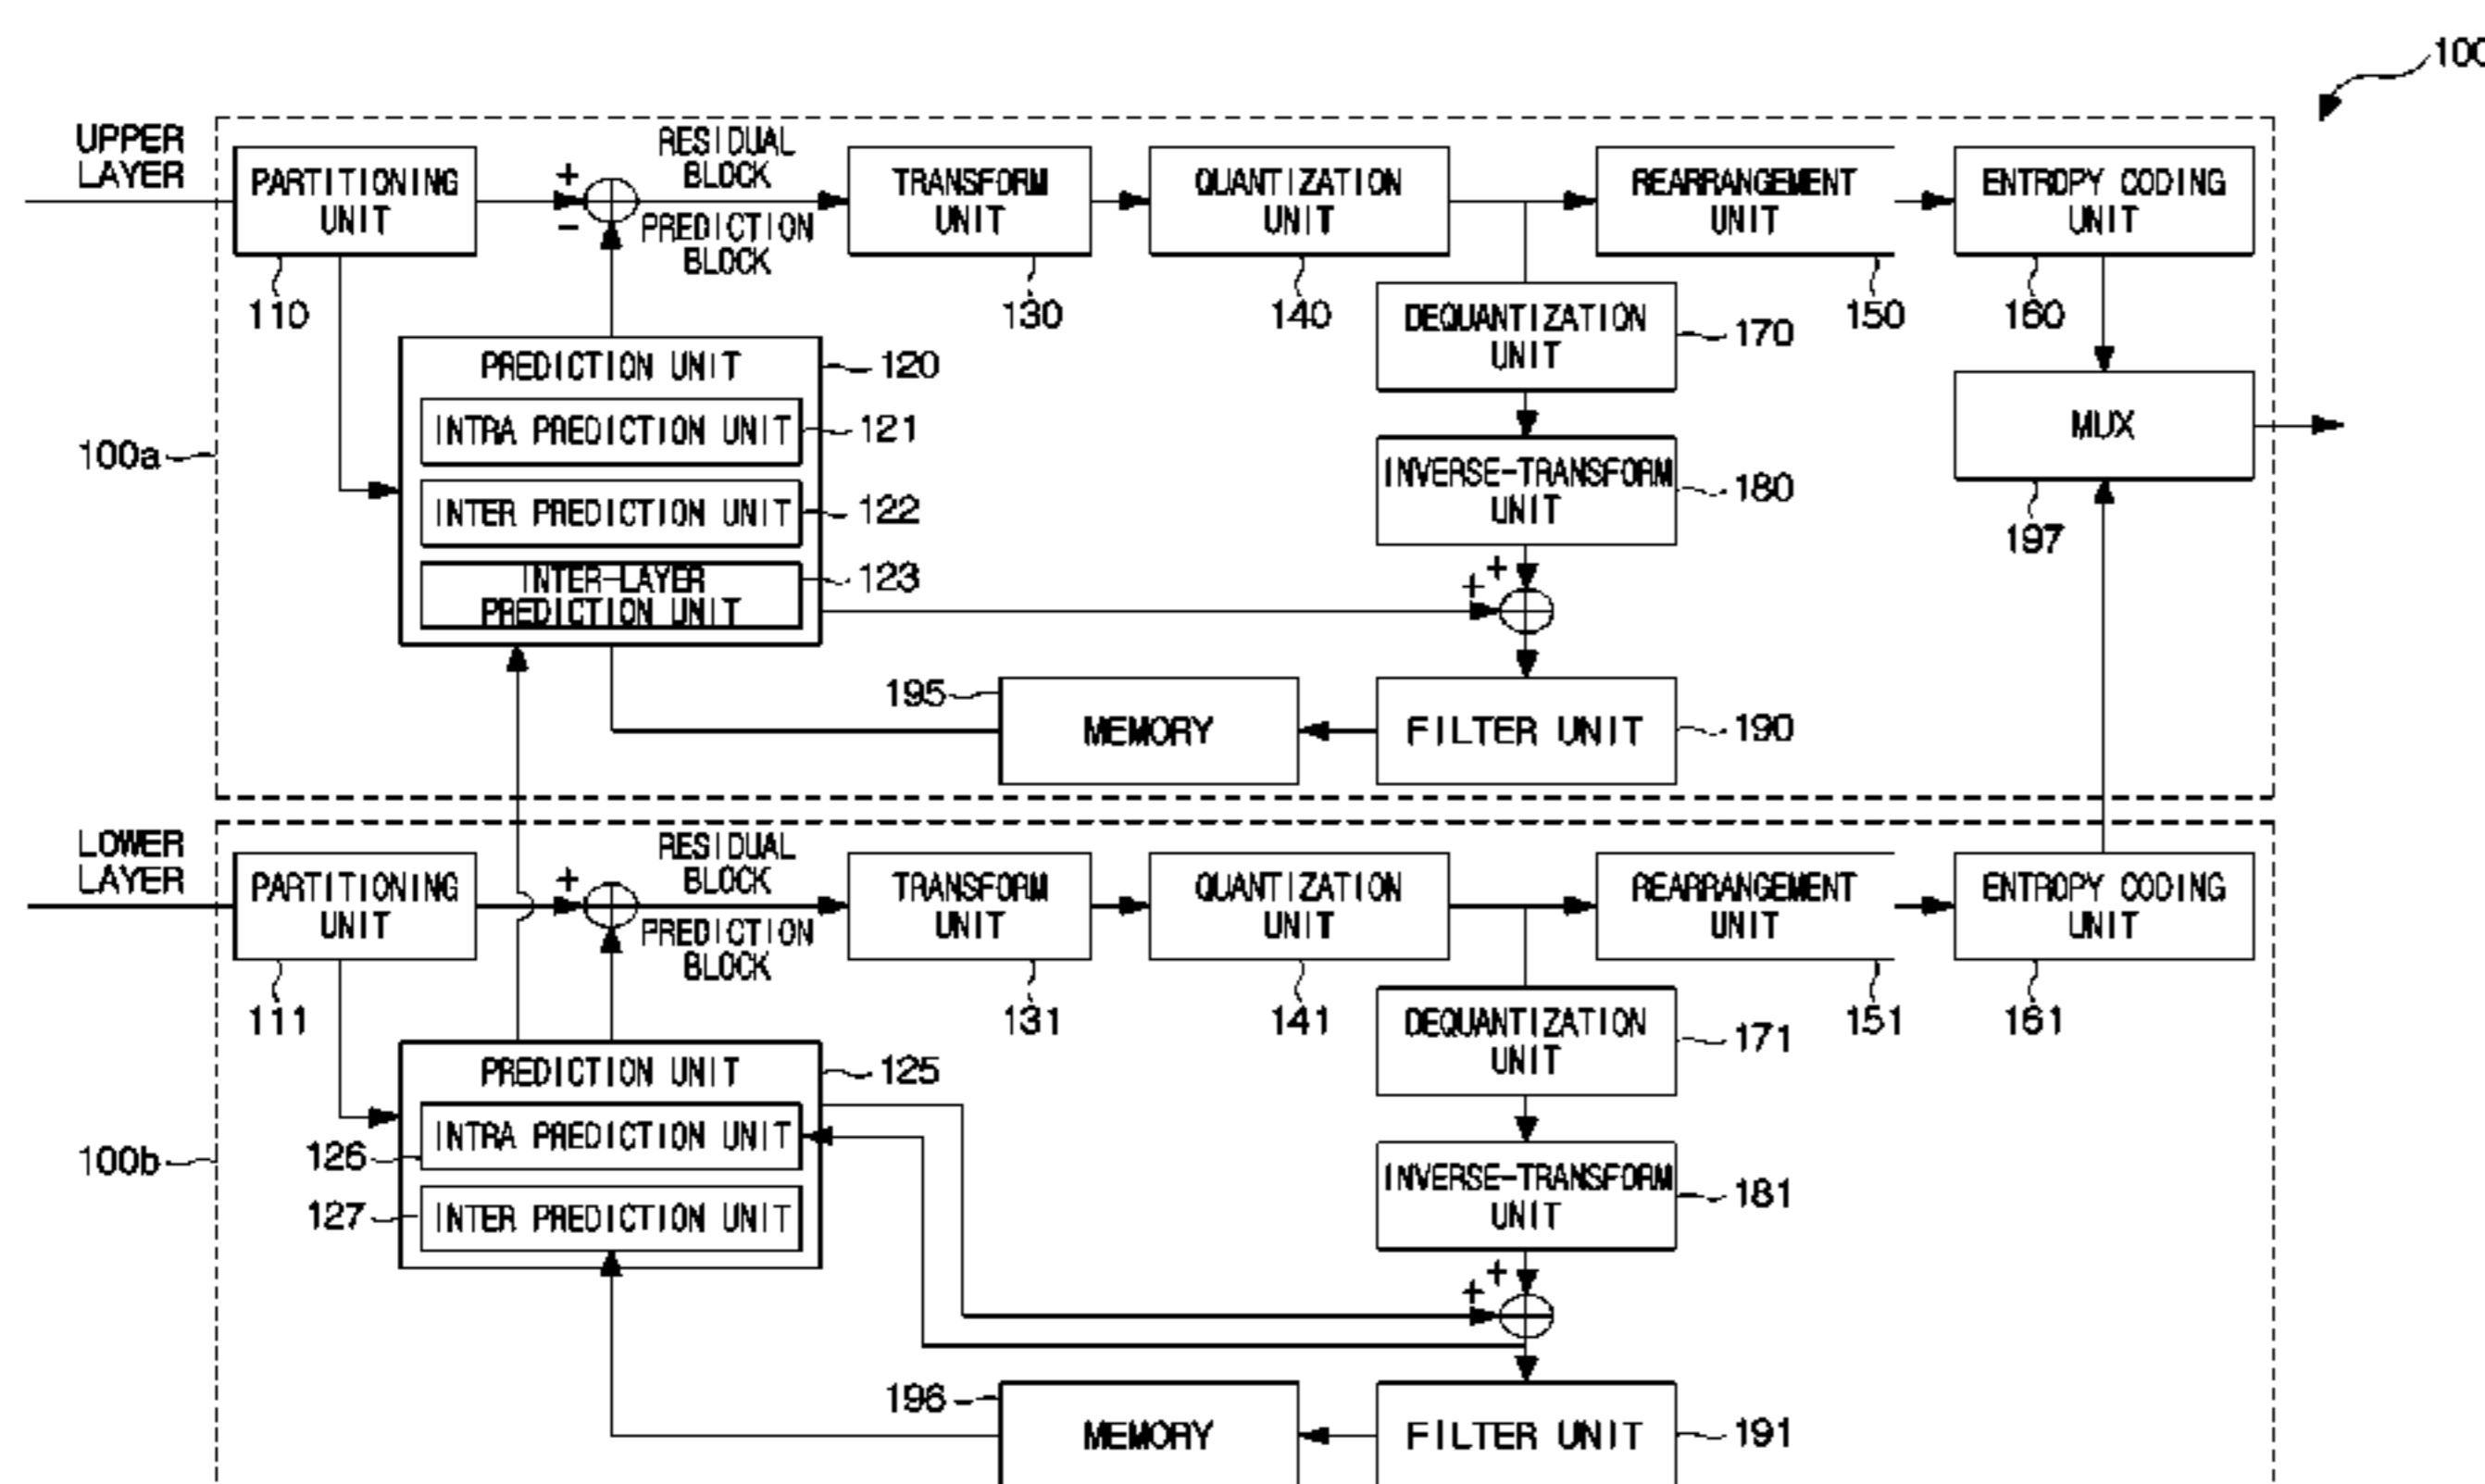 100
UPPER
LAYER
PARTITIONING
UNIT
110
+
−
RESIDUAL
BLOCK
PREDICTION
BLOCK
TRANSFORM
UNIT
130
QUANTIZATION
UNIT
140
REARRANGEMENT
UNIT
150
ENTROPY CODING
UNIT
160
DEQUANTIZATION
UNIT
170
PREDICTION UNIT
120
INTRA PREDICTION UNIT
121
INTER PREDICTION UNIT
122
INTER-LAYER
PREDICTION UNIT
123
100a
MUX
197
INVERSE-TRANSFORM
UNIT
180
+
+
195
MEMORY
FILTER UNIT
190
LOWER
LAYER
PARTITIONING
UNIT
111
+
RESIDUAL
BLOCK
PREDICTION
BLOCK
TRANSFORM
UNIT
131
QUANTIZATION
UNIT
141
REARRANGEMENT
UNIT
151
ENTROPY CODING
UNIT
161
DEQUANTIZATION
UNIT
171
PREDICTION UNIT
125
INTRA PREDICTION UNIT
126
INTER PREDICTION UNIT
127
100b
INVERSE-TRANSFORM
UNIT
181
+
+
196
MEMORY
FILTER UNIT
191